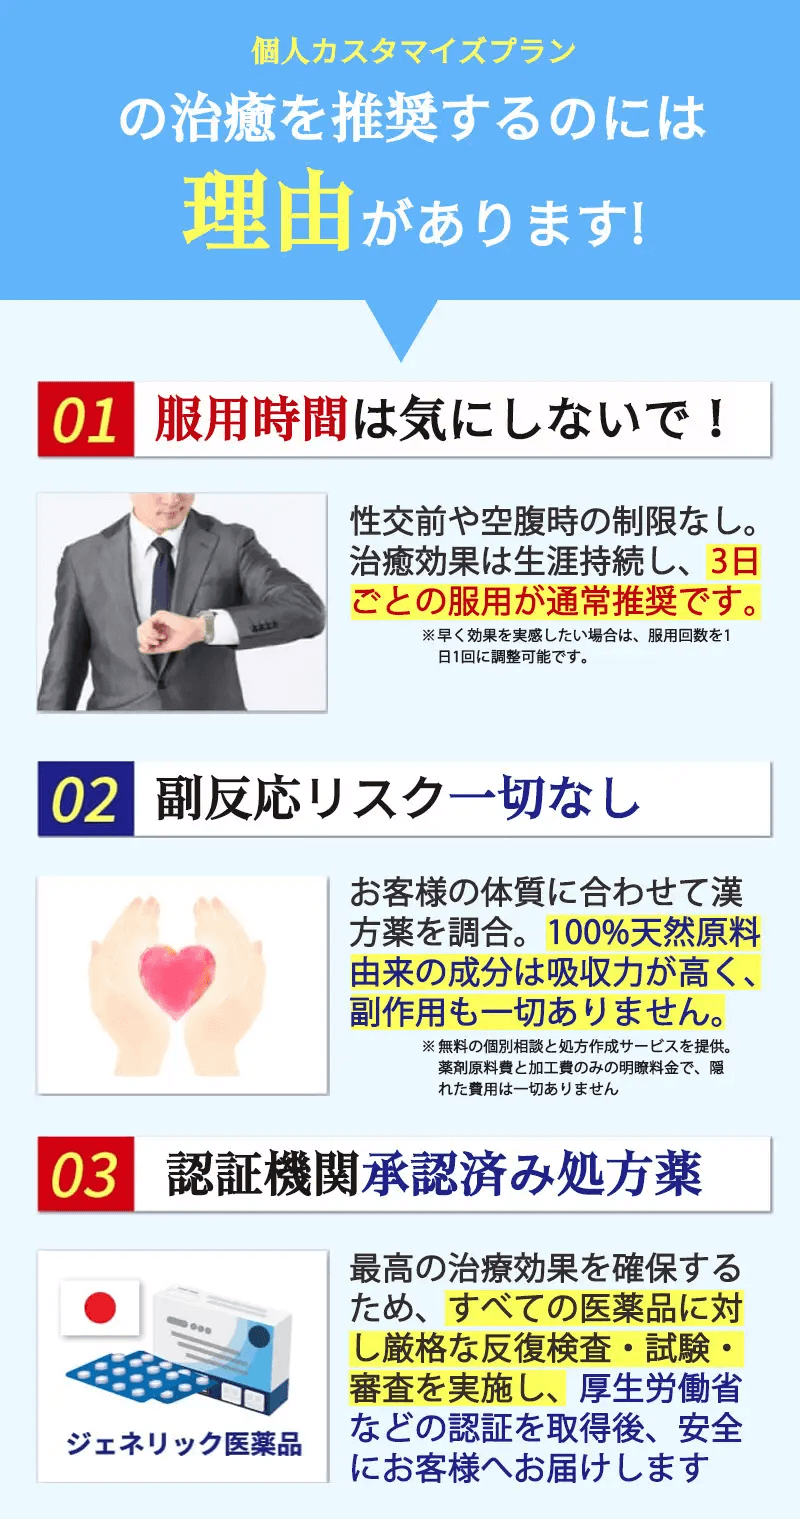 個人カスタマイズプラン
の治癒を推奨するのには
理由があります!
01 服用時間は気にしないで！
性交前や空腹時の制限なし。
治癒効果は生涯持続し、3日
ごとの服用が通常推奨です。
※早く効果を実感したい場合は、服用回数を1
日1回に調整可能です。
02 副反応リスク一切なし
お客様の体質に合わせて漢
方薬を調合。100%天然原料
由来の成分は吸収力が高く、
副作用も一切ありません。
※無料の個別相談と処方作成サービスを提供。
薬剤原料費と加工費のみの明瞭料金で、隠
れた費用は一切ありません
03 認証機関承認済み処方薬
最高の治療効果を確保する
ため、すべての医薬品に対
し厳格な反復検査・試験・
審査を実施し、厚生労働省
などの認証を取得後、安全
にお客様へお届けします
ジェネリック医薬品